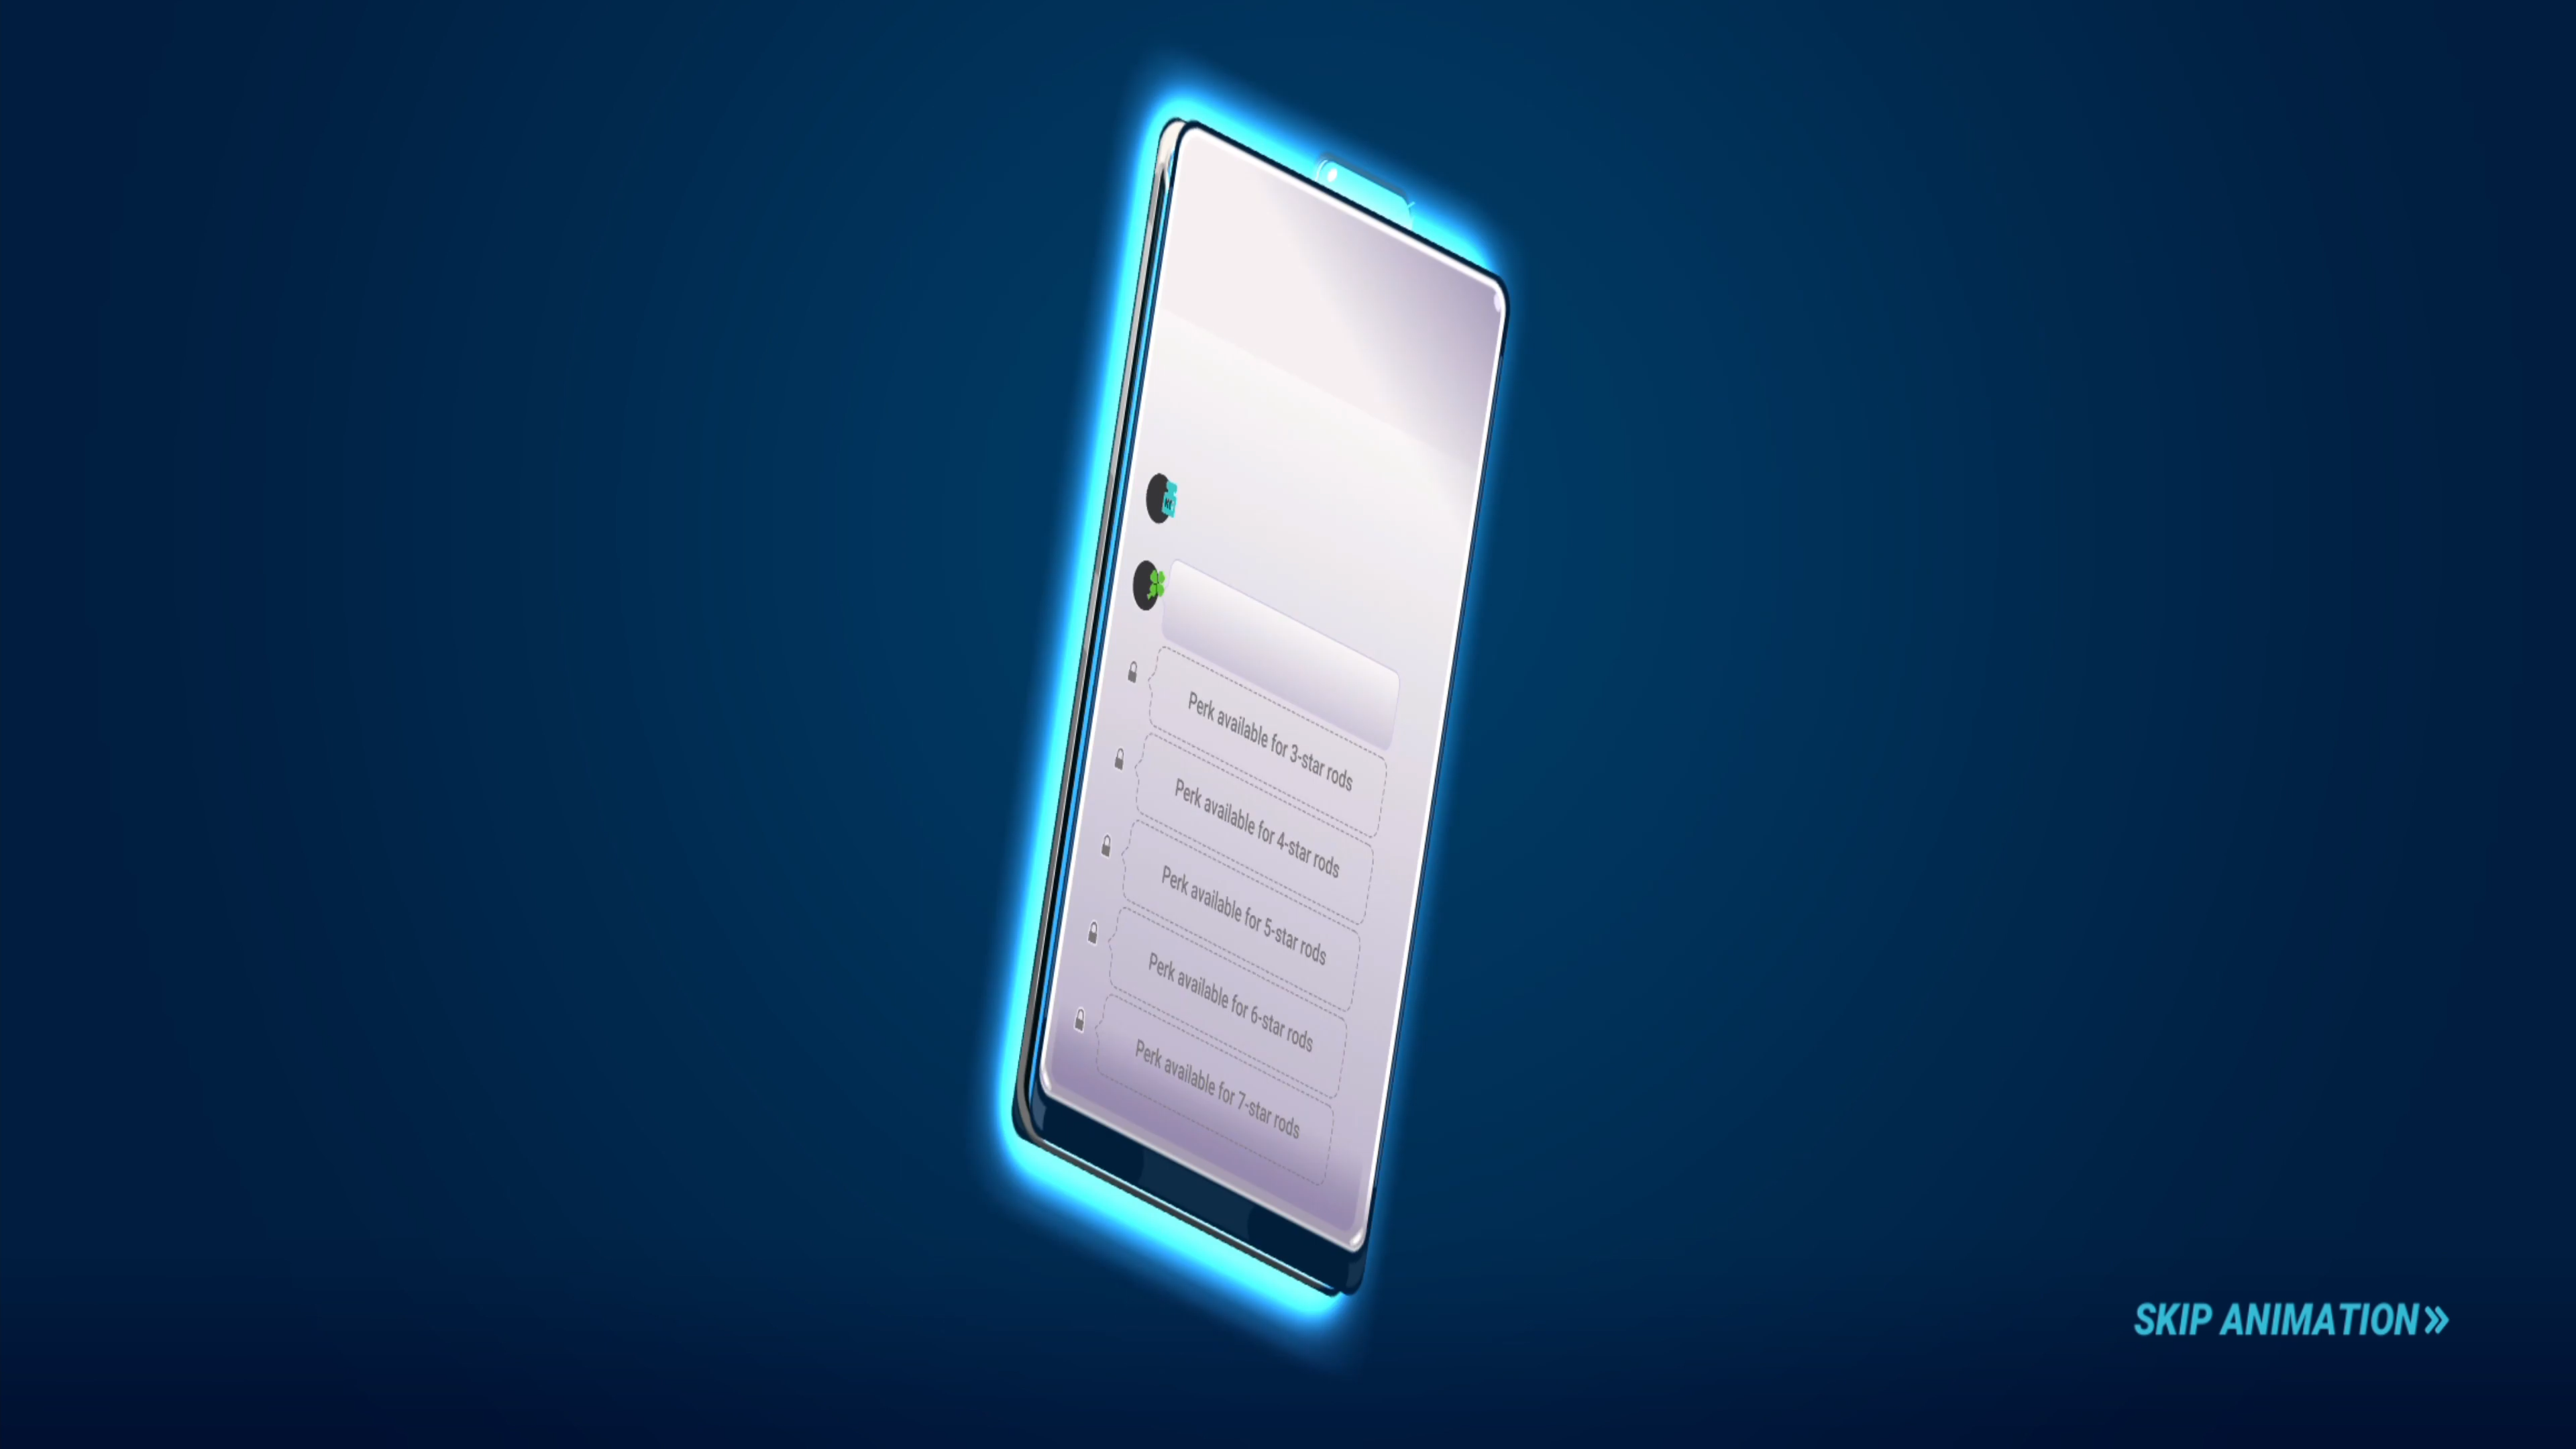 Perk available for 3-star rods
Perk available for 4-star rods
Perk available for 5-star rods
Perk available for 6-star rods
Perk available for 7-star rods
SKIP ANIMATION